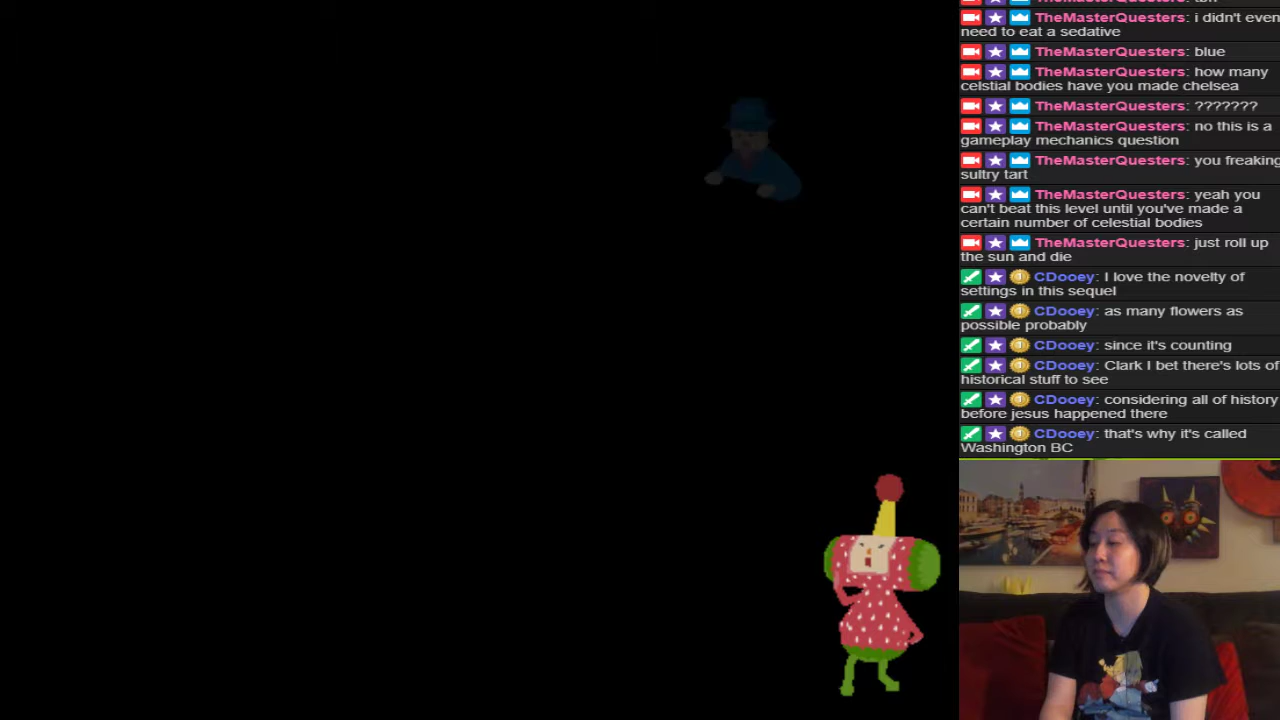 TheMasterQuesters: i didn't even
need to eat a sedative
TheMasterQuesters: blue
TheMasterQuesters: how many
celstial bodies have you made chelsea
TheMasterQuesters: ???????
TheMasterQuesters: no this is a
gameplay mechanics question
TheMasterQuesters: you freaking
sultry tart
TheMasterQuesters: yeah you
can't beat this level until you've made a
certain number of celestial bodies
TheMasterQuesters: just roll up
the sun and die
CDooey: I love the novelty of
settings in this sequel
CDooey: as many flowers as
possible probably
CDooey: since it's counting
CDooey: Clark I bet there's lots of
historical stuff to see
CDooey: considering all of history
before jesus happened there
CDooey: that's why it's called
Washington BC